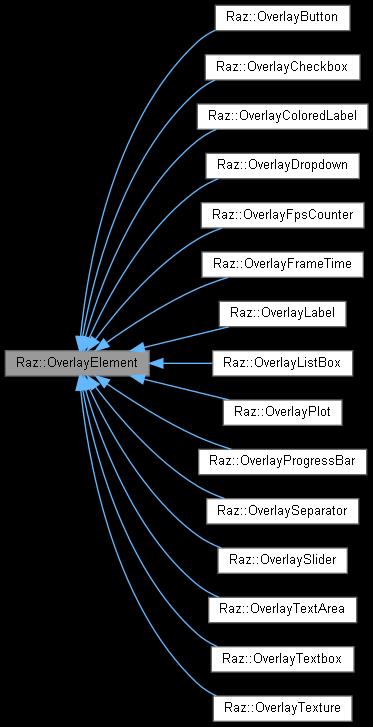 Raz::OverlayButton
Raz::OverlayCheckbox
Raz::OverlayColoredLabel
Raz::OverlayDropdown
Raz::OverlayFpsCounter
Raz::OverlayFrameTime
Raz::OverlayLabel
Raz::OverlayElement
Raz::OverlayListBox
Raz::OverlayPlot
Raz::OverlayProgressBar
Raz::OverlaySeparator
Raz::OverlaySlider
Raz::OverlayTextArea
Raz::OverlayTextbox
Raz::OverlayTexture